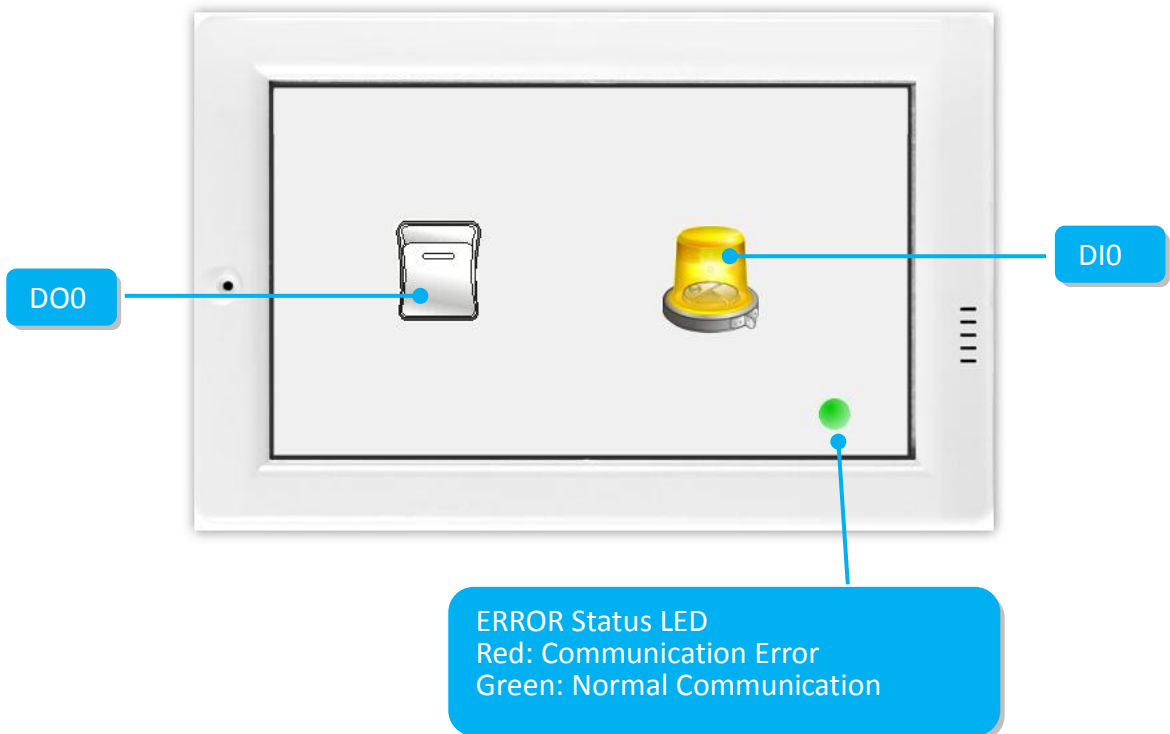 DO0
DI0
ERROR Status LED
Red: Communication Error
Green: Normal Communication